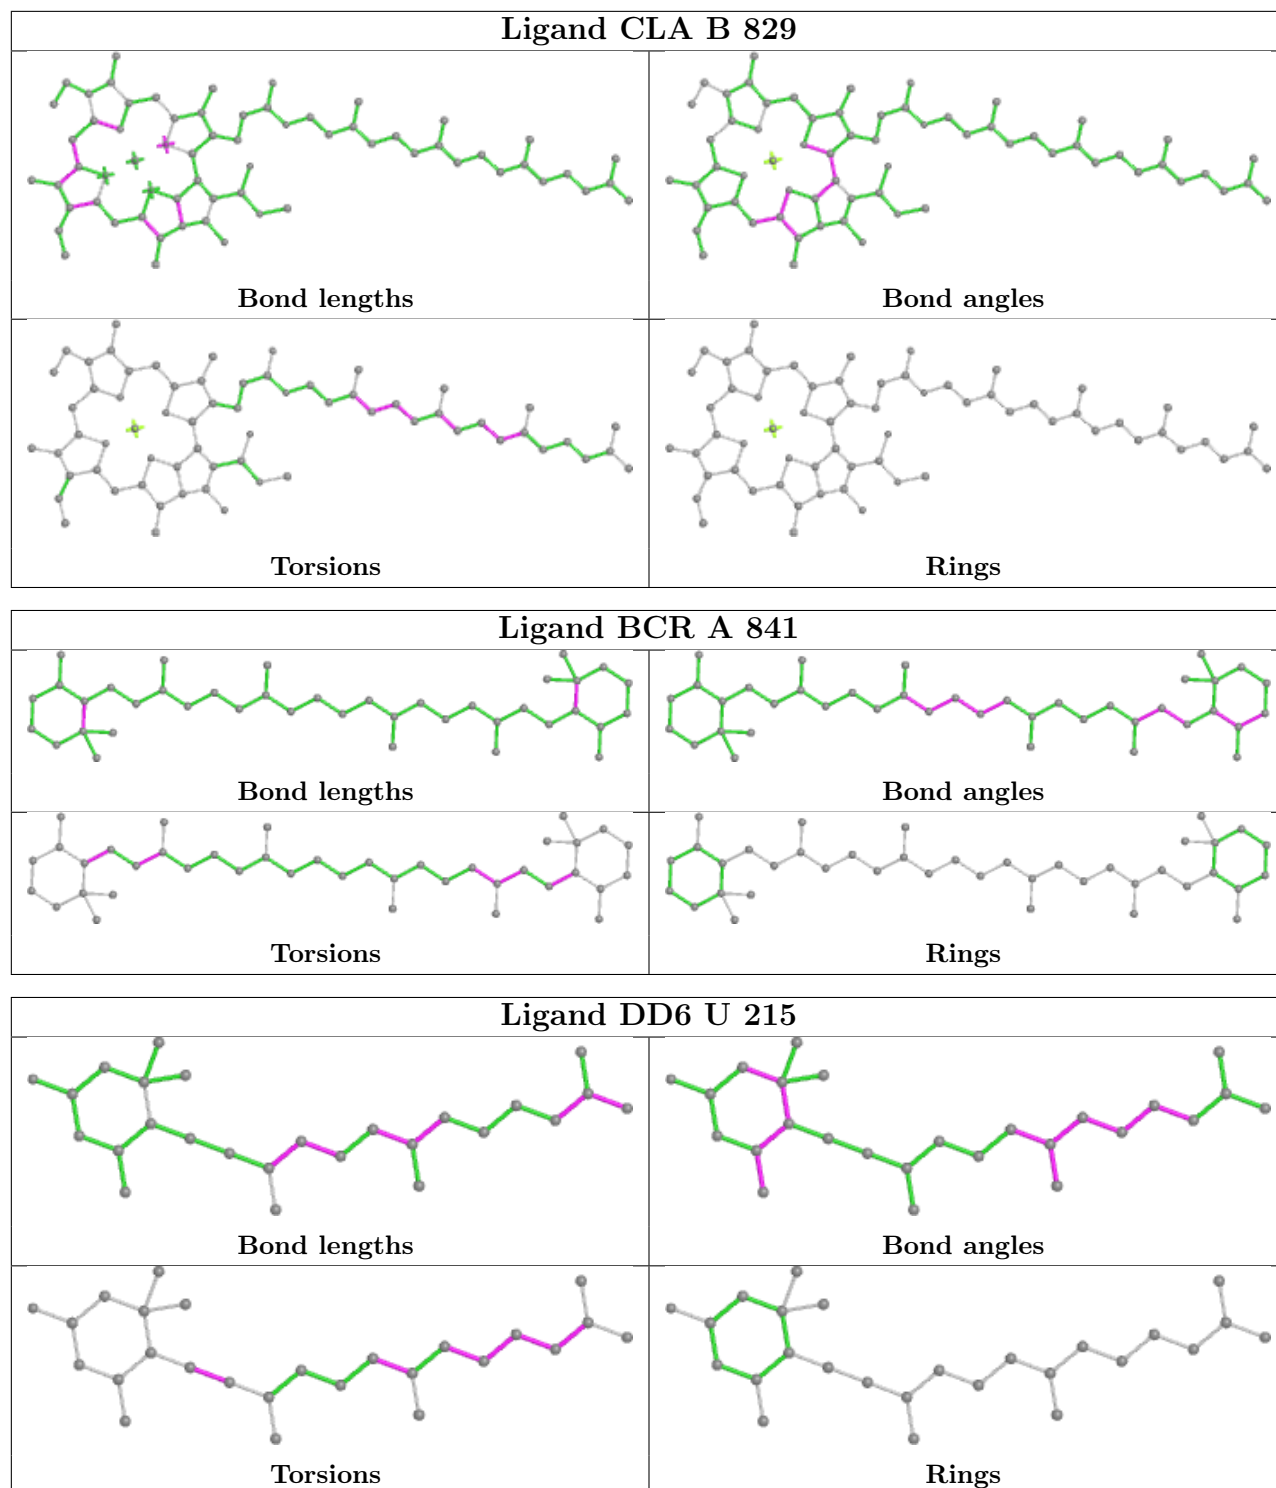 Ligand CLA B 829
Bond lengths
Bond angles
Torsions
Rings
Ligand BCR A 841
Bond lengths
Bond angles
Torsions
Rings
Ligand DD6 U 215
Bond lengths
Bond angles
Torsions
Rings